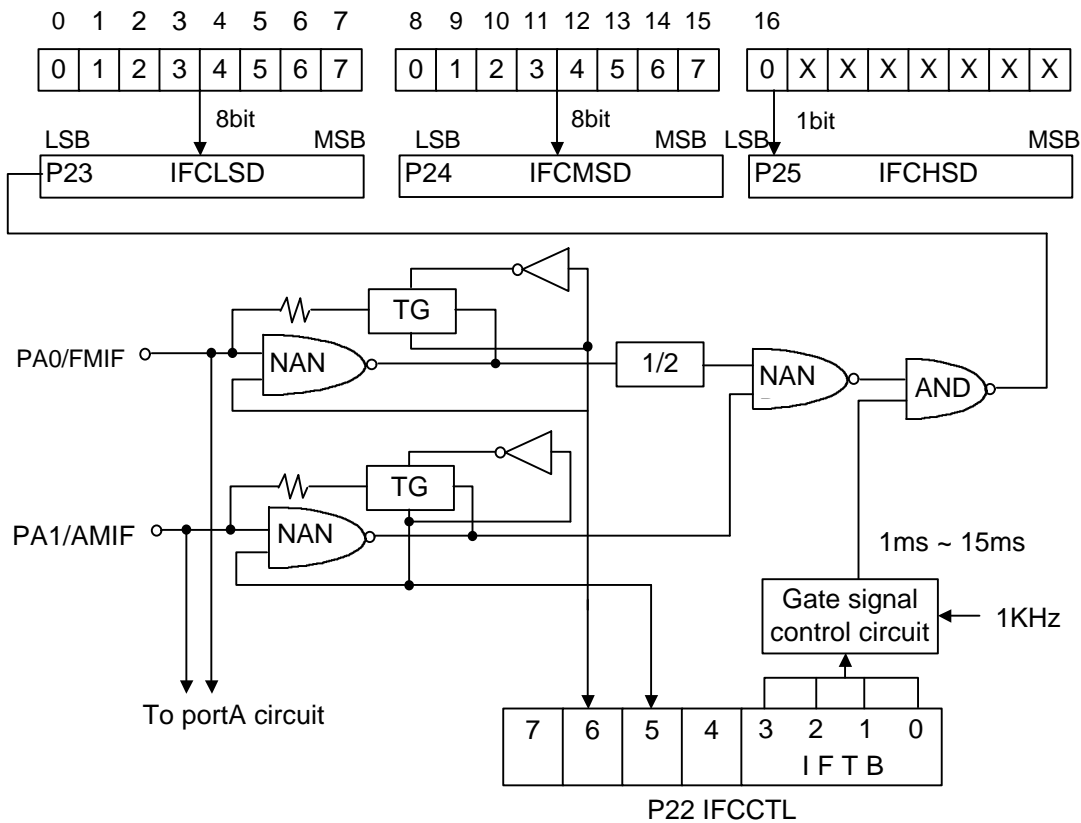 0 1 2 3 4 5 6 7 8 9 10 11 12 13 14 15 16
0 1 2 3 4 5 6 7 0 1 2 3 4 5 6 7 0 X X X X X X X
8bit 8bit 1bit
LSB MSB LSB MSB LSB MSB
P23 IFCLSD P24 IFCMSD P25 IFCHSD
TG
PA0/FMIF NAN 1/2 NAN AND
TG
PA1/AMIF NAN 1ms ~ 15ms
Gate signal
control circuit 1KHz
To portA circuit
7 6 5 4 3 2 1 0
I F T B
P22 IFCCTL